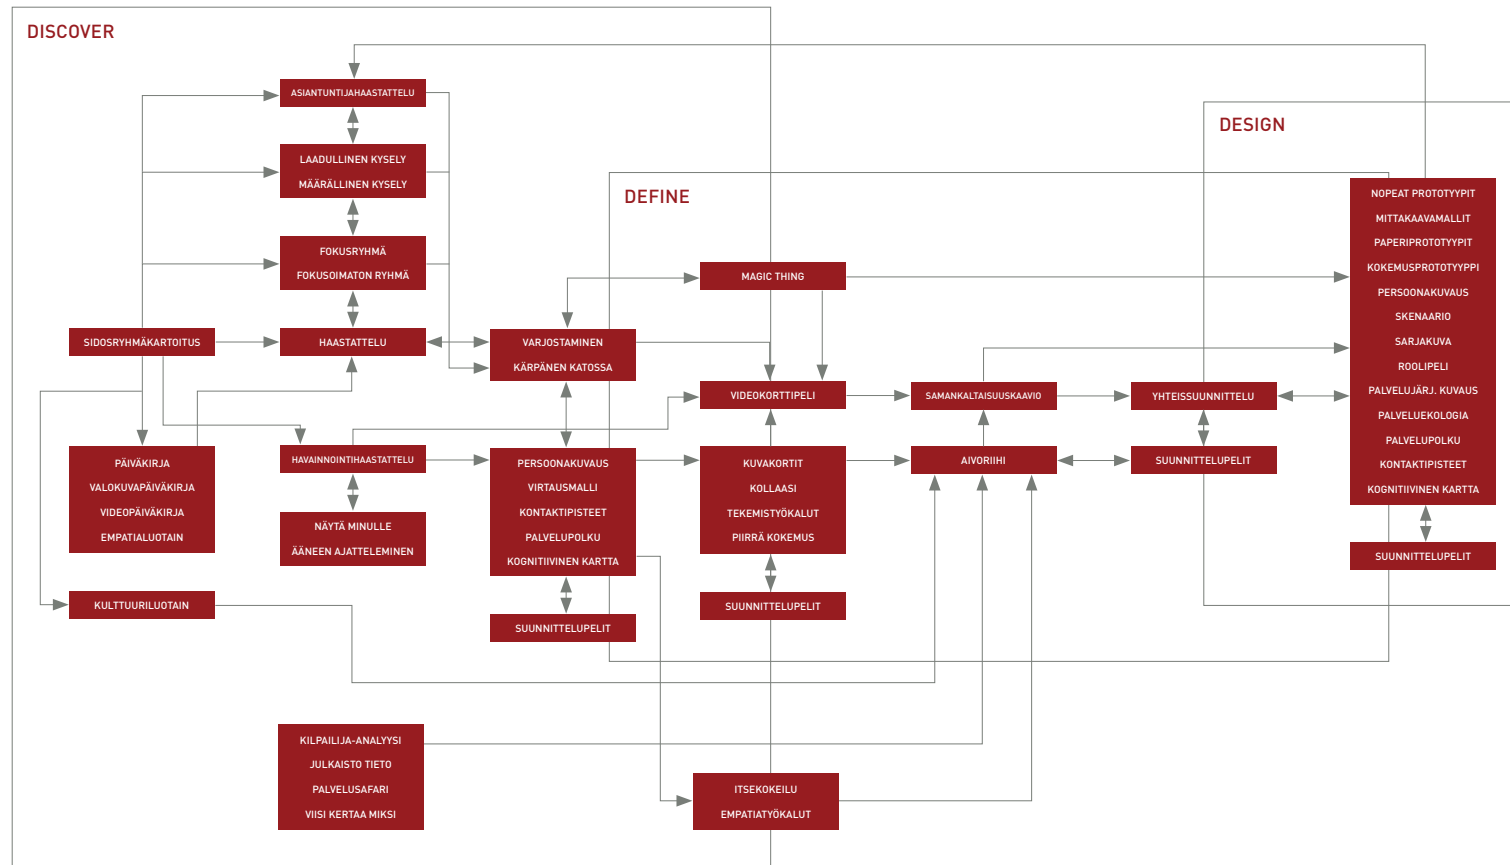 DISCOVER
ASIANTUNTIJAHAASTATTELU
LAADULLINEN KYSELY
MÄÄRÄLLINEN KYSELY
FOKUSRYHMÄ
FOKUSOIMATON RYHMÄ
SIDOSRYHMÄKARTOITUS
HAASTATTELU
PÄIVÄKIRJA
VALOKUVAPÄIVÄKIRJA
VIDEOPÄIVÄKIRJA
EMPATIALUOTAIN
HAVAINNOINTIHAASTATTELU
NÄYTÄ MINULLE
ÄÄNEEN AJATTELEMINEN
KULTTUURILUOTAIN
KILPAILIJA-ANALYYSI
JULKAISTO TIETO
PALVELUSAFARI
VIISI KERTAA MIKSI
DEFINE
VARJOSTAMINEN
KÄRPÄNEN KATOSSA
PERSOONAKUVAUS
VIRTAUSMALLI
KONTAKTIPISTEET
PALVELUPOLKU
KOGNITIIVINEN KARTTA
SUUNNITTELUPELIT
MAGIC THING
VIDEOKORTTIPELI
KUVAKORTIT
KOLLAASI
TEKEMISTYÖKALUT
PIIRRÄ KOKEMUS
SUUNNITTELUPELIT
ITSEKOKEILU
EMPATIATYÖKALUT
SAMANKALTAISUUSKAAVIO
AIVORIIHI
DESIGN
YHTEISSUUNNITTELU
SUUNNITTELUPELIT
NOPEAT PROTOTYYPIT
MITTAKAAVAMALLIT
PAPERIPROTOTYYPIT
KOKEMUSPROTOTYYPPI
PERSOONAKUVAUS
SKENAARIO
SARJAKUVA
ROOLIPELI
PALVELUJÄRJ. KUVAUS
PALVELUEKOLOGIA
PALVELUPOLKU
KONTAKTIPISTEET
KOGNITIIVINEN KARTTA
SUUNNITTELUPELIT